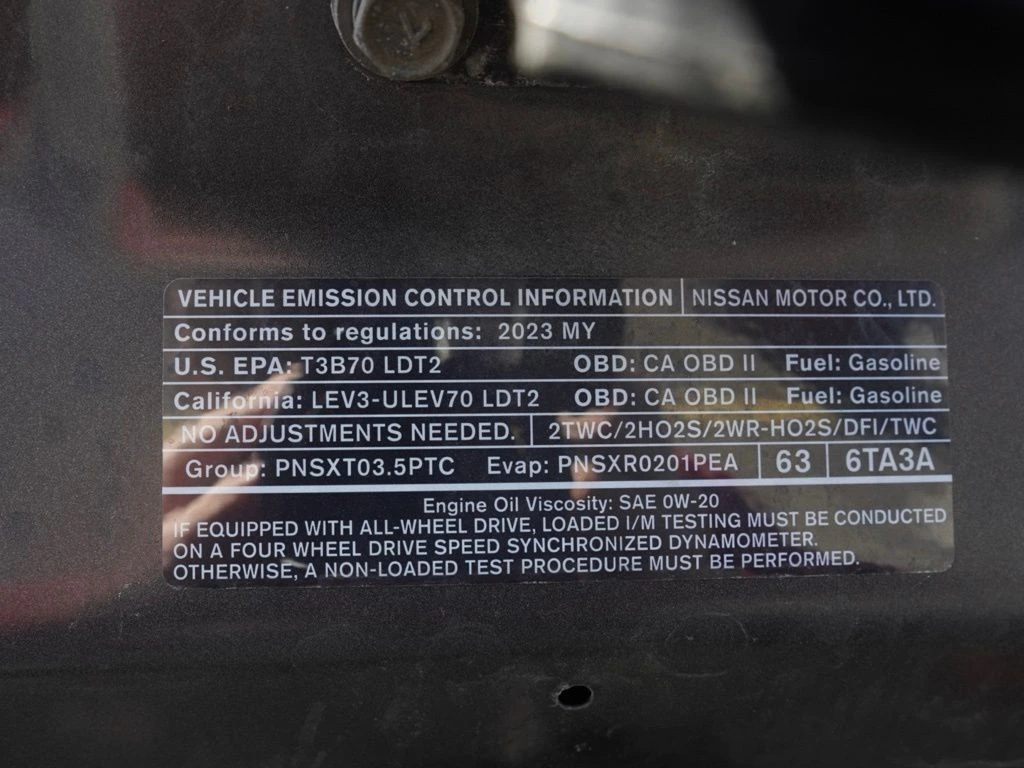 VEHICLE EMISSION CONTROL INFORMATION NISSAN MOTOR CO., LTD.
Conforms to regulations: 2023 MY
U.S. EPA: T3B70 LDT2 OBD: CA OBD II Fuel: Gasoline
California: LEV3-ULEV70 LDT2 OBD: CA OBD II Fuel: Gasoline
NO ADJUSTMENTS NEEDED. 2TWC/2HO2S/2WR-HO2S/DFI/TWC
Group: PNSXT03.5PTC Evap: PNSXR0201PEA 63 6TA3A
Engine Oil Viscosity: SAE 0W-20
IF EQUIPPED WITH ALL-WHEEL DRIVE, LOADED I/M TESTING MUST BE CONDUCTED
ON A FOUR WHEEL DRIVE SPEED SYNCHRONIZED DYNAMOMETER.
OTHERWISE, A NON-LOADED TEST PROCEDURE MUST BE PERFORMED.